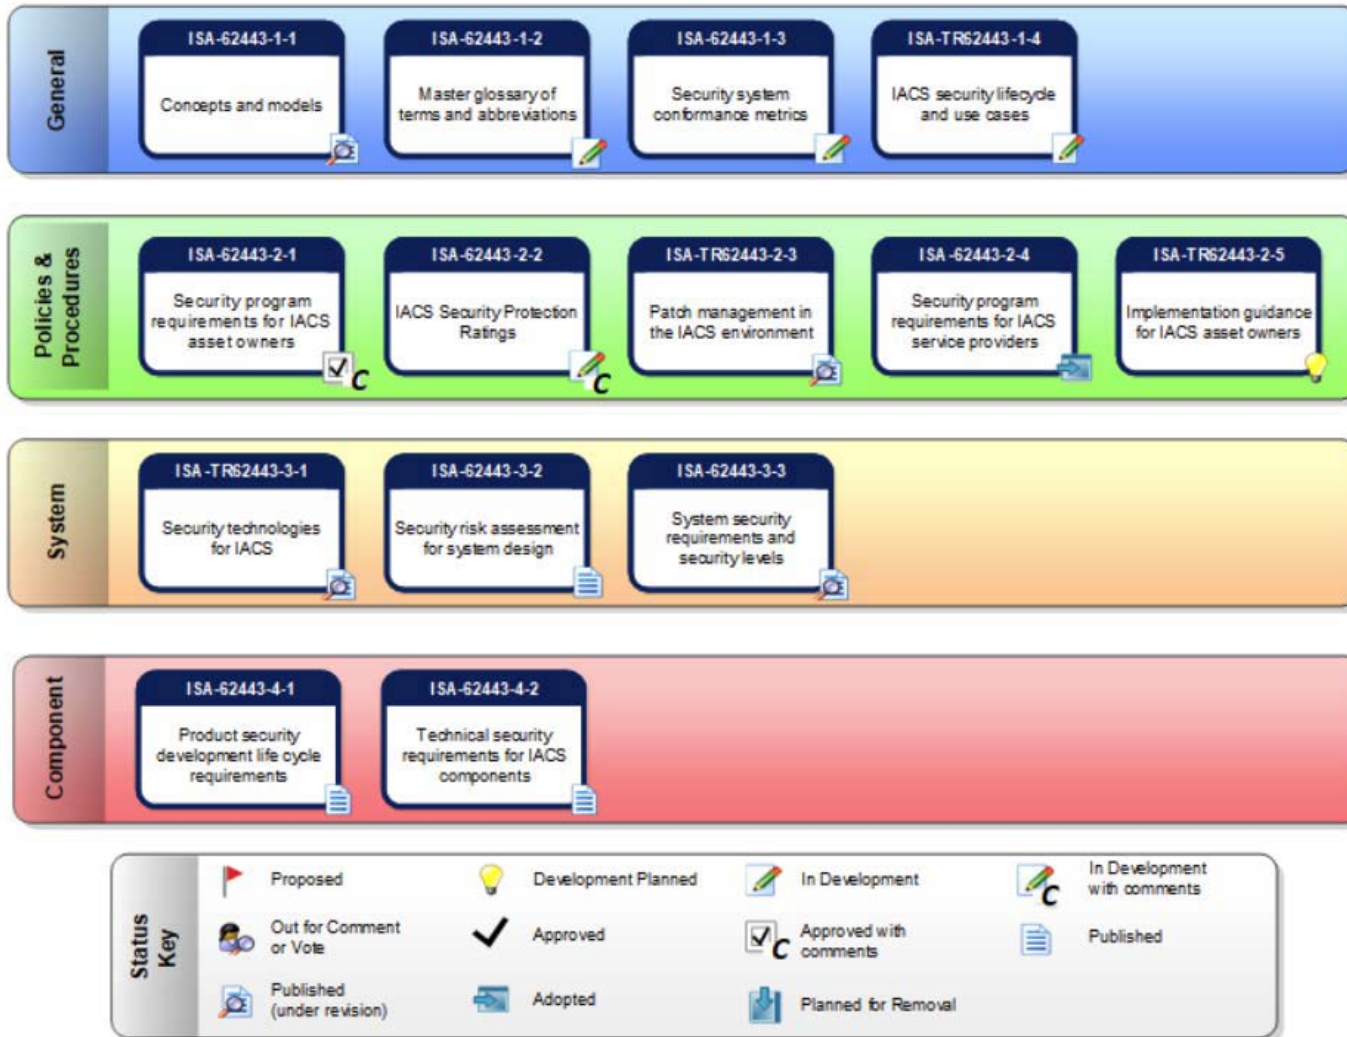 General
ISA-62443-1-1
Concepts and models
ISA-62443-1-2
Master glossary of
terms and abbreviations
ISA-62443-1-3
Security system
conformance metrics
ISA-TR62443-1-4
IACS security lifecycle
and use cases
Policies &
Procedures
ISA-62443-2-1
Security program
requirements for IACS
asset owners
C
ISA-62443-2-2
IACS Security Protection
Ratings
C
ISA-TR62443-2-3
Patch management in
the IACS environment
ISA-62443-2-4
Security program
requirements for IACS
service providers
ISA-TR62443-2-5
Implementation guidance
for IACS asset owners
System
ISA-TR62443-3-1
Security technologies
for IACS
ISA-62443-3-2
Security risk assessment
for system design
ISA-62443-3-3
System security
requirements and
security levels
Component
ISA-62443-4-1
Product security
development life cycle
requirements
ISA-62443-4-2
Technical security
requirements for IACS
components
Status
Key
Proposed
Development Planned
In Development
C
In Development
with comments
Out for Comment
or Vote
Approved
C
Approved with
comments
Published
Published
(under revision)
Adopted
Planned for Removal